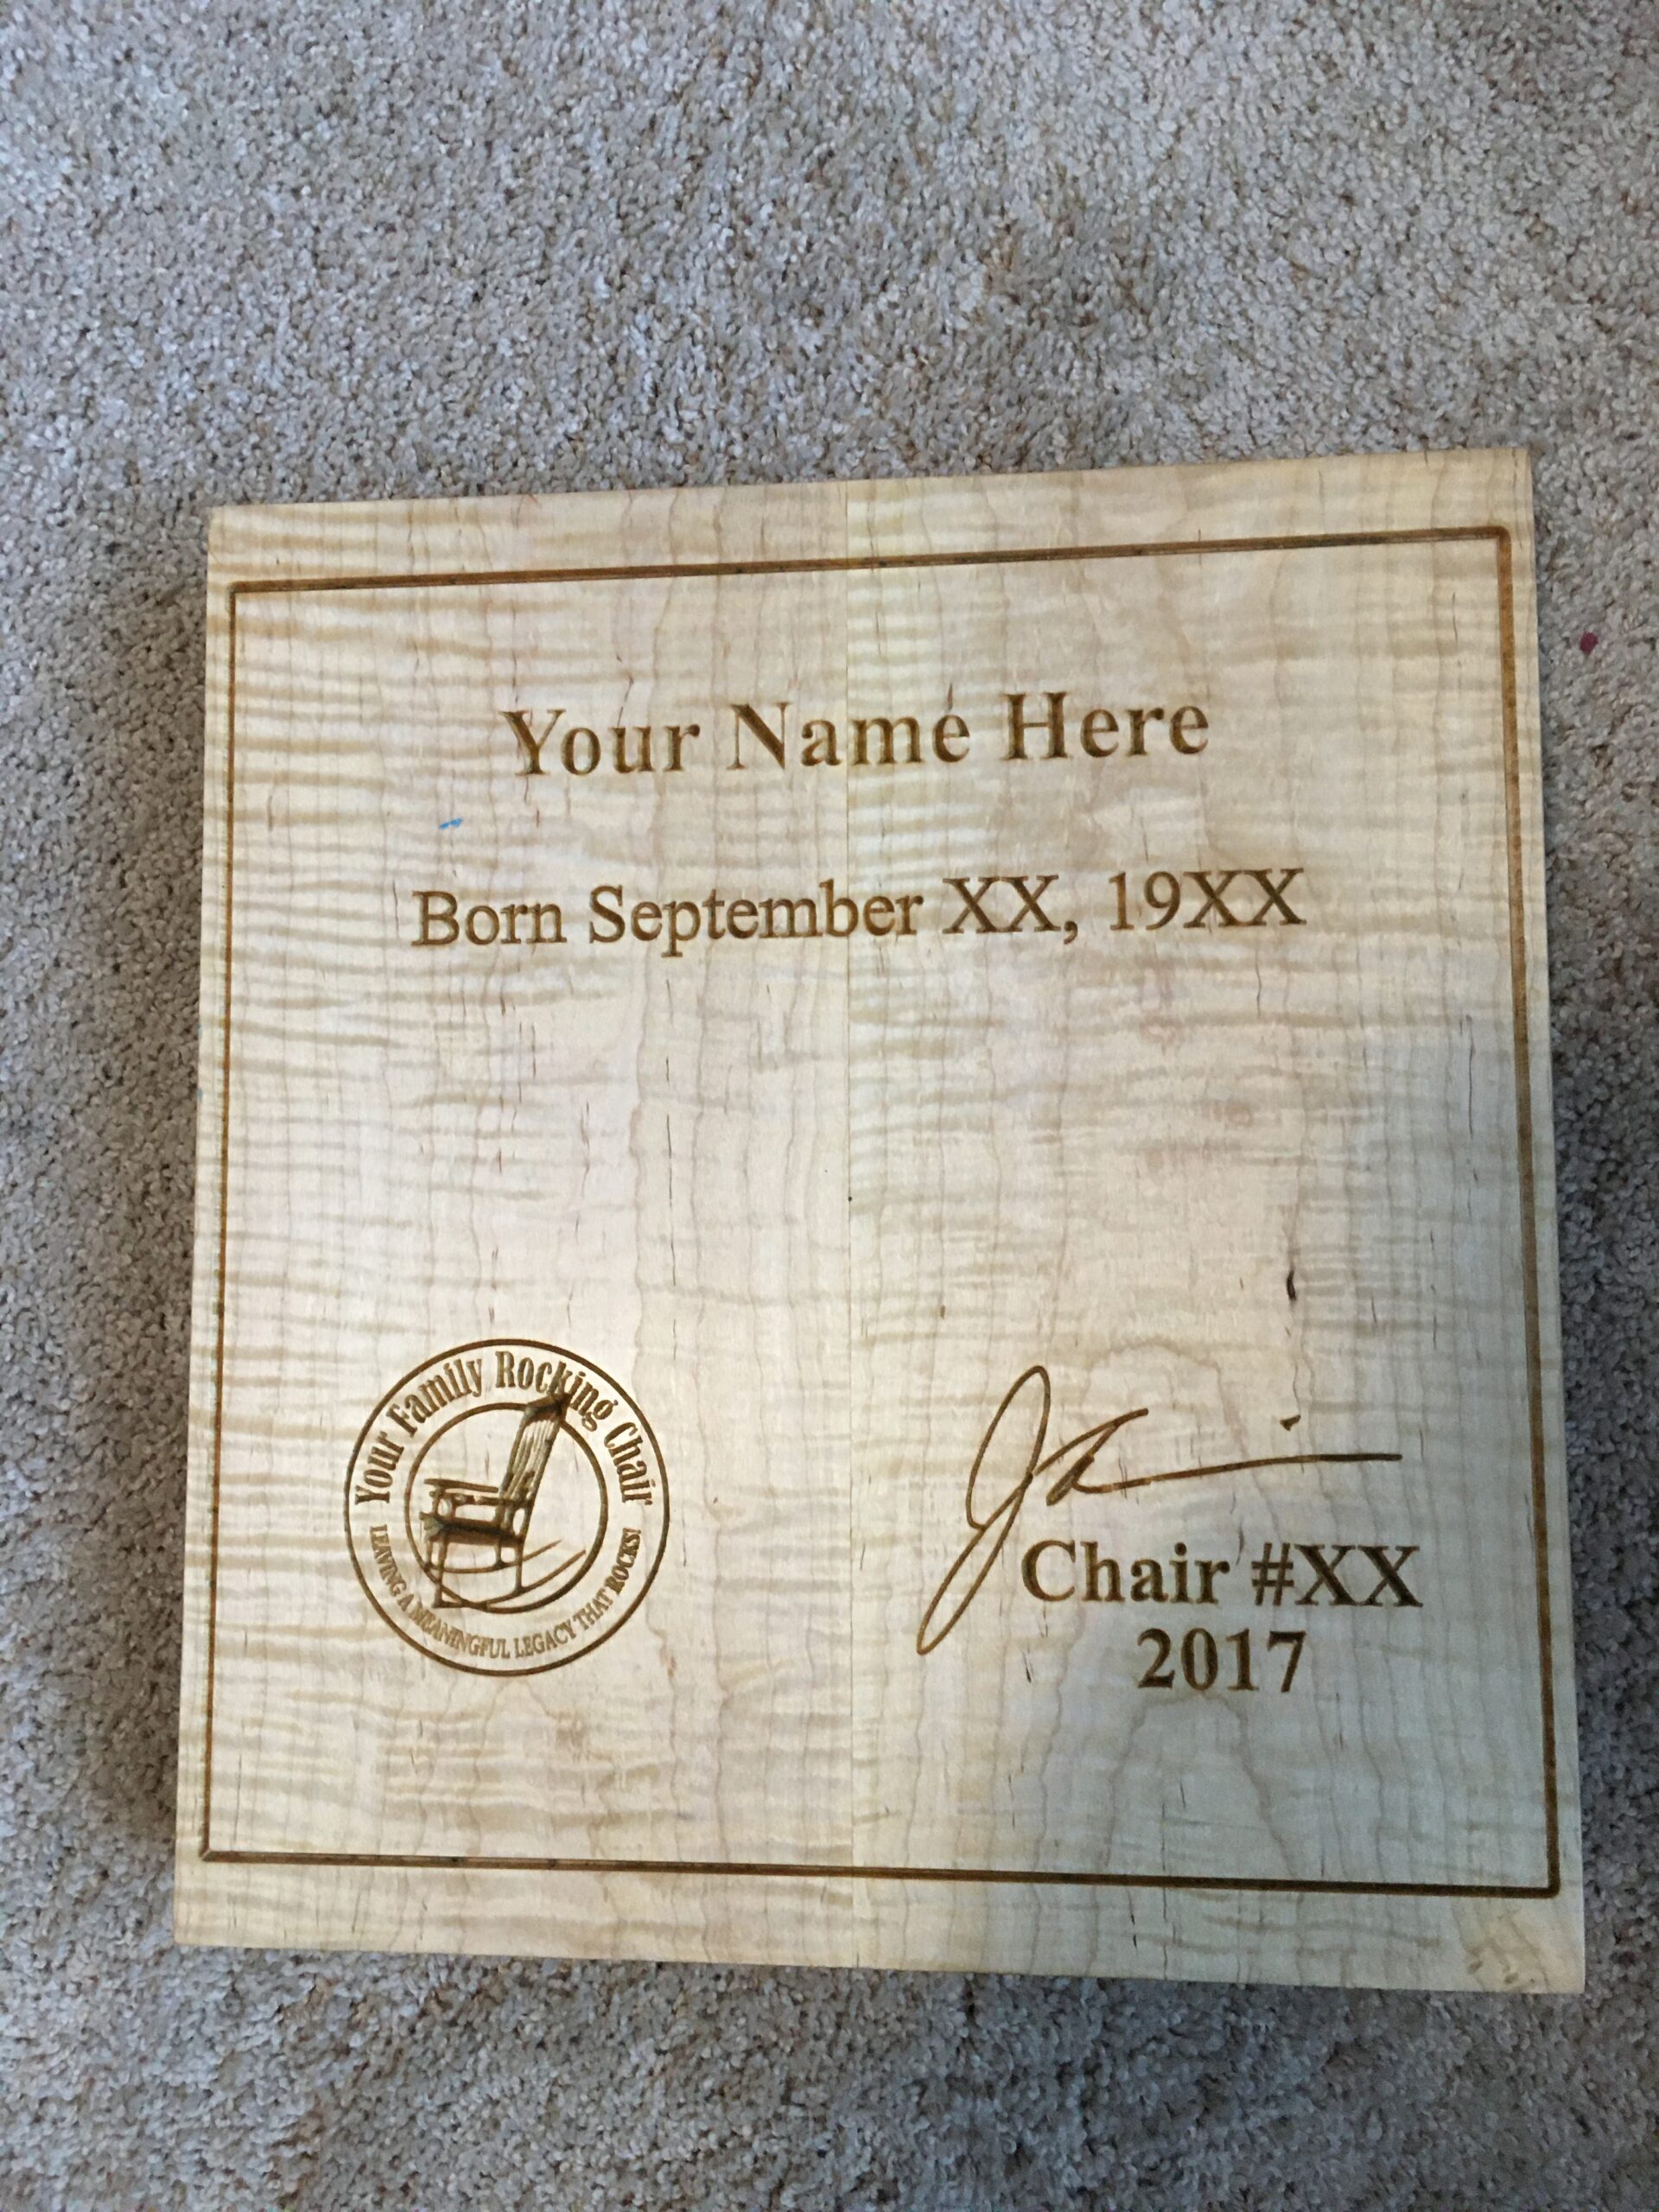 Your Name Here
Born September XX, 19XX
Your Family Rocking Chair
LEAVING A MEANINGFUL LEGACY THAT ROCKS!
Chair #XX
2017